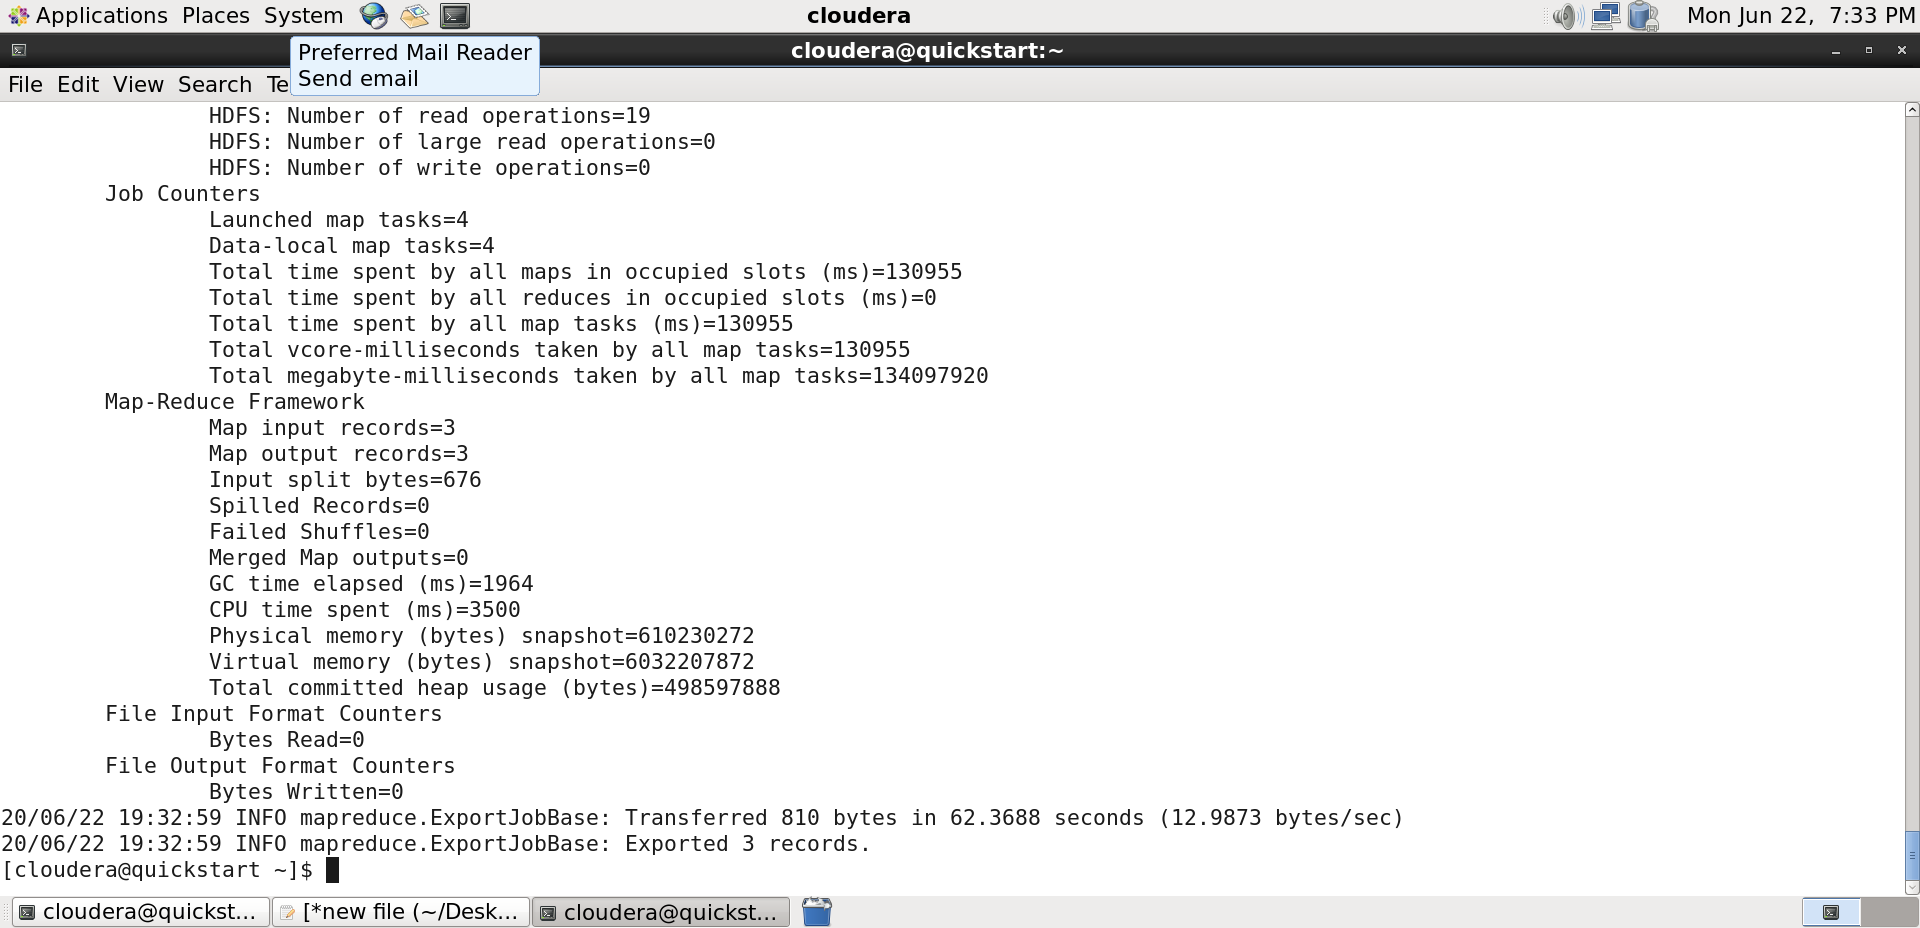 Applications Places System cloudera Mon Jun 22, 7:33 PM
cloudera@quickstart:~
Preferred Mail Reader
Send email
File Edit View Search Te
HDFS: Number of read operations=19
HDFS: Number of large read operations=0
HDFS: Number of write operations=0
Job Counters
Launched map tasks=4
Data-local map tasks=4
Total time spent by all maps in occupied slots (ms)=130955
Total time spent by all reduces in occupied slots (ms)=0
Total time spent by all map tasks (ms)=130955
Total vcore-milliseconds taken by all map tasks=130955
Total megabyte-milliseconds taken by all map tasks=134097920
Map-Reduce Framework
Map input records=3
Map output records=3
Input split bytes=676
Spilled Records=0
Failed Shuffles=0
Merged Map outputs=0
GC time elapsed (ms)=1964
CPU time spent (ms)=3500
Physical memory (bytes) snapshot=610230272
Virtual memory (bytes) snapshot=6032207872
Total committed heap usage (bytes)=498597888
File Input Format Counters
Bytes Read=0
File Output Format Counters
Bytes Written=0
20/06/22 19:32:59 INFO mapreduce.ExportJobBase: Transferred 810 bytes in 62.3688 seconds (12.9873 bytes/sec)
20/06/22 19:32:59 INFO mapreduce.ExportJobBase: Exported 3 records.
[cloudera@quickstart ~]$
cloudera@quickst... [*new file (~/Desk... cloudera@quickst...